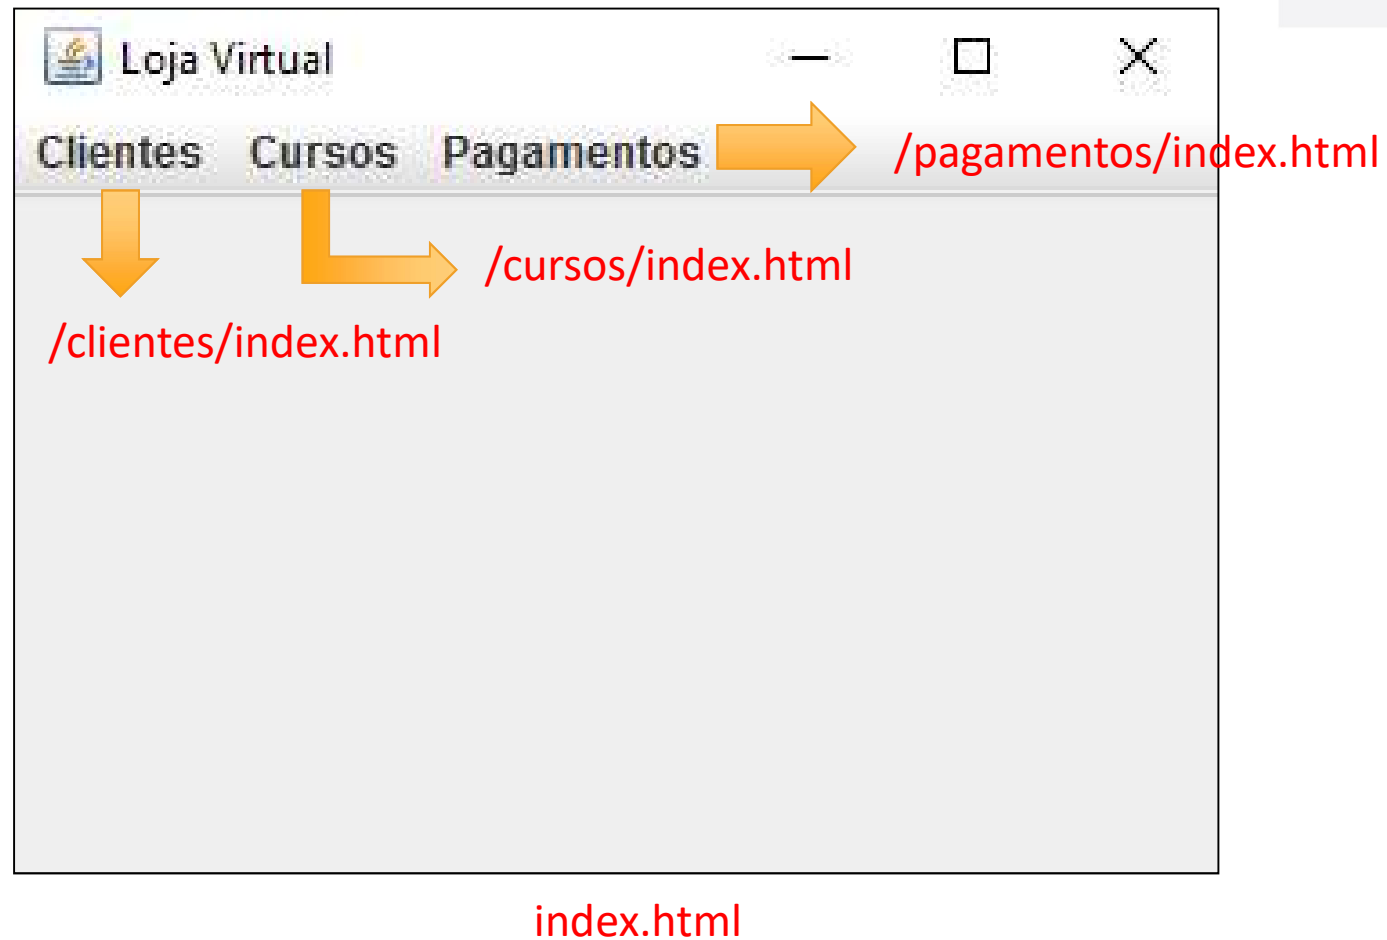 Loja Virtual
Clientes Cursos Pagamentos /pagamentos/index.html
/cursos/index.html
/clientes/index.html
index.html